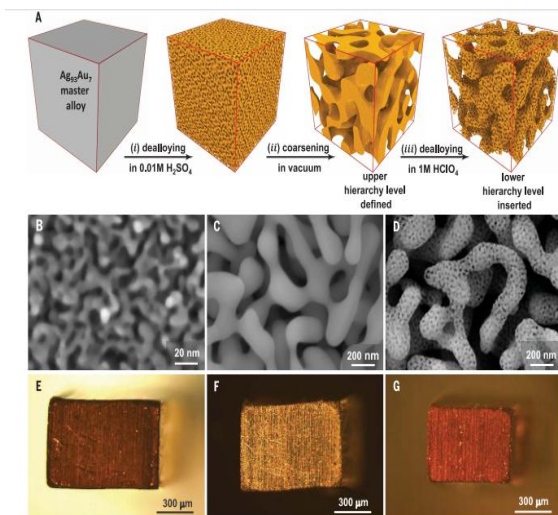 A
Ag₉₃Au₇
master
alloy
(i) dealloying
in 0.01M H₂SO₄
(ii) coarsening
in vacuum
(iii) dealloying
in 1M HClO₄
upper
hierarchy level
defined
lower
hierarchy level
inserted
B
20 nm
C
200 nm
D
200 nm
E
300 µm
F
300 µm
G
300 µm